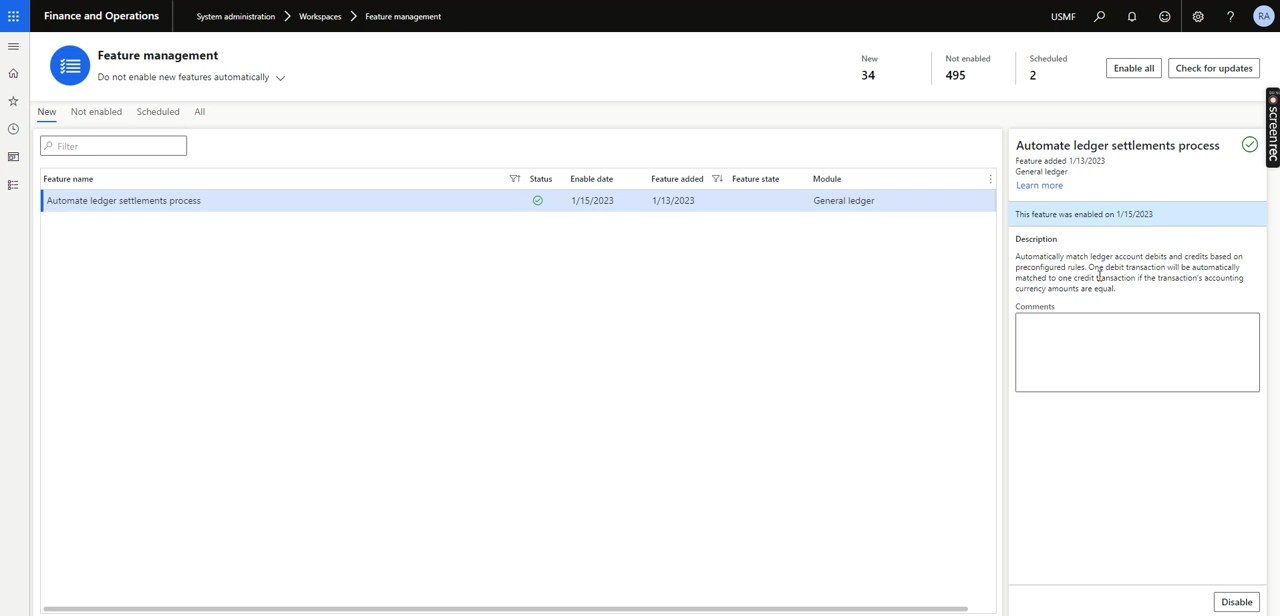 Finance and Operations
System administration
Workspaces
Feature management
USMF
?
RA
Feature management
Do not enable new features automatically
New
34
Not enabled
495
Scheduled
2
Enable all
Check for updates
New
Not enabled
Scheduled
All
Filter
Feature name
Status
Enable date
Feature added
Feature state
Module
Automate ledger settlements process
1/15/2023
1/13/2023
General ledger
Automate ledger settlements process
Feature added 1/13/2023
General ledger
Learn more
This feature was enabled on 1/15/2023
Description
Automatically match ledger account debits and credits based on
preconfigured rules. One debit transaction will be automatically
matched to one credit transaction if the transaction's accounting
currency amounts are equal.
Comments
Disable
screenrec